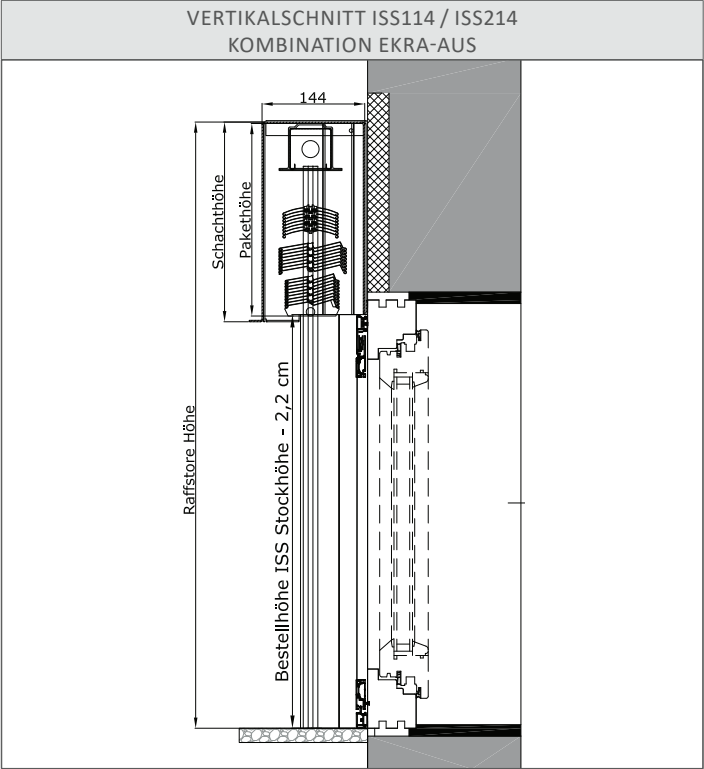 VERTIKALSCHNITT ISS114 / ISS214
KOMBINATION EKRA-AUS
144
Schachthöhe
Pakethöhe
Raffstore Höhe
Bestellhöhe ISS Stockhöhe - 2,2 cm